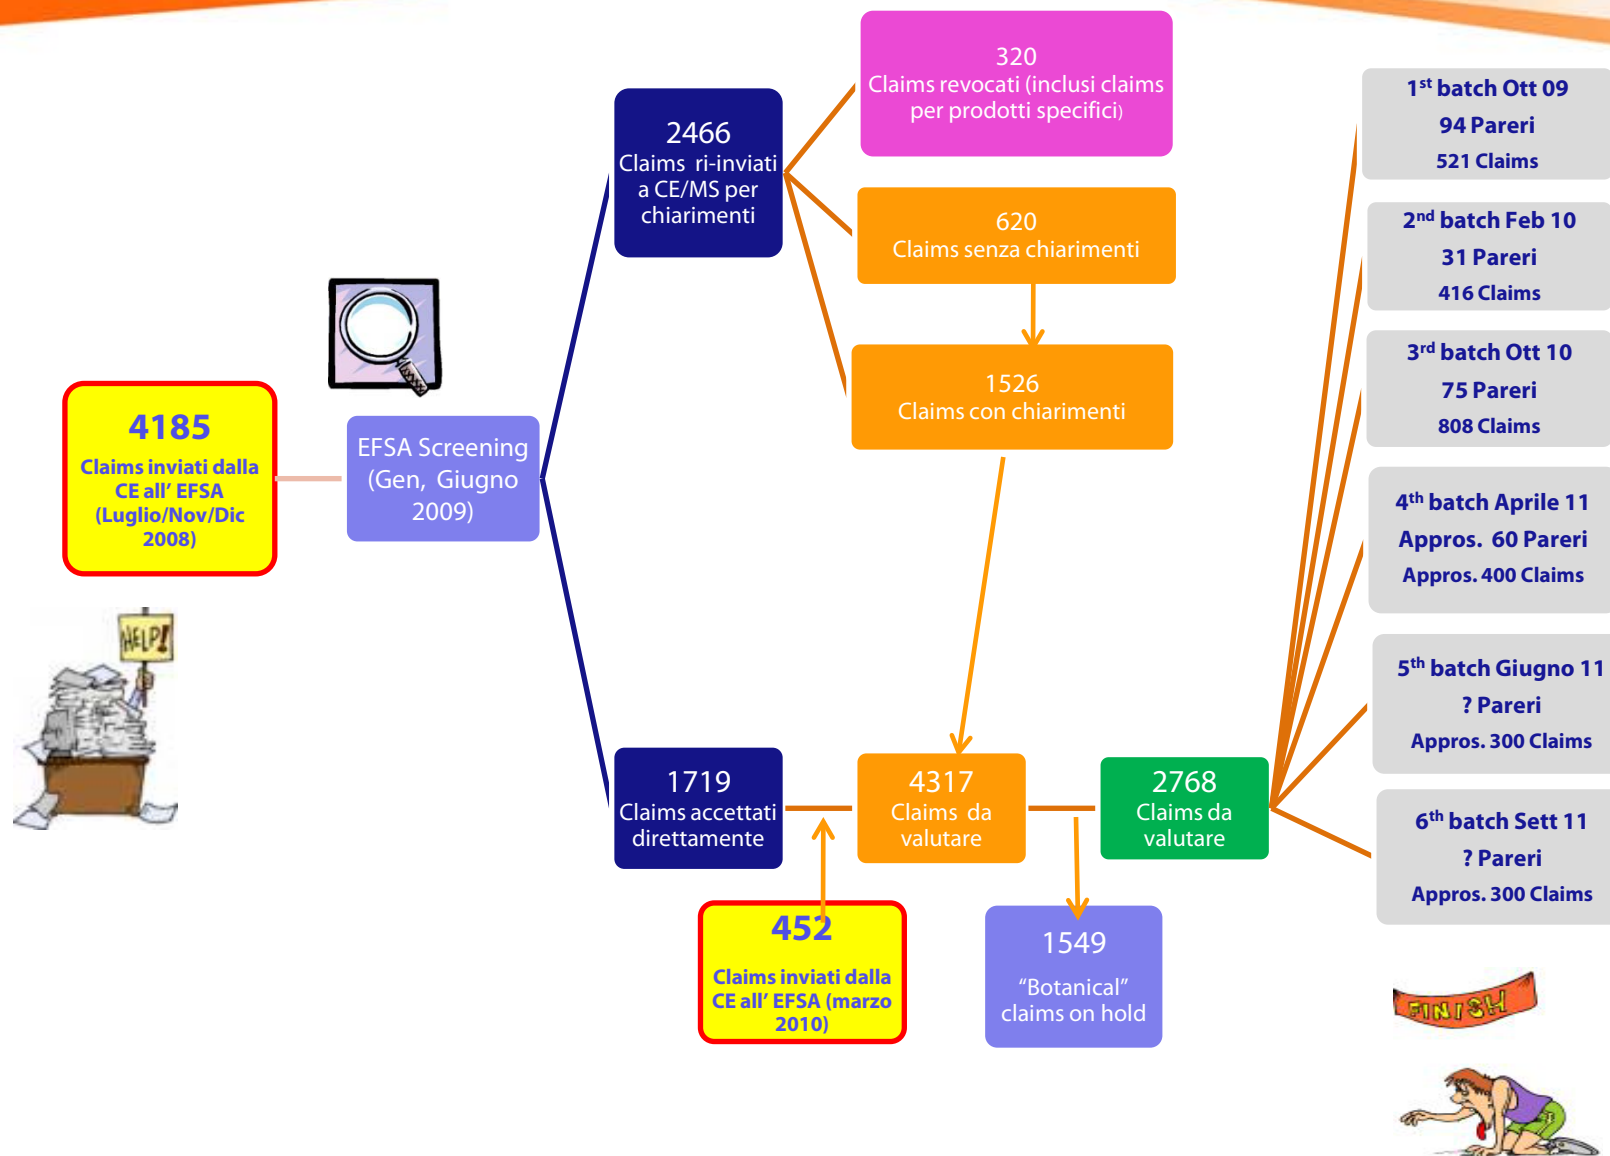 4185
Claims inviati dalla
CE all' EFSA
(Luglio/Nov/Dic
2008)
HELP!
EFSA Screening
(Gen, Giugno
2009)
2466
Claims ri-inviati
a CE/MS per
chiarimenti
320
Claims revocati (inclusi claims
per prodotti specifici)
620
Claims senza chiarimenti
1526
Claims con chiarimenti
1719
Claims accettati
direttamente
452
Claims inviati dalla
CE all' EFSA (marzo
2010)
4317
Claims da
valutare
1549
“Botanical”
claims on hold
2768
Claims da
valutare
1st batch Ott 09
94 Pareri
521 Claims
2nd batch Feb 10
31 Pareri
416 Claims
3rd batch Ott 10
75 Pareri
808 Claims
4th batch Aprile 11
Appros. 60 Pareri
Appros. 400 Claims
5th batch Giugno 11
? Pareri
Appros. 300 Claims
6th batch Sett 11
? Pareri
Appros. 300 Claims
FINISH